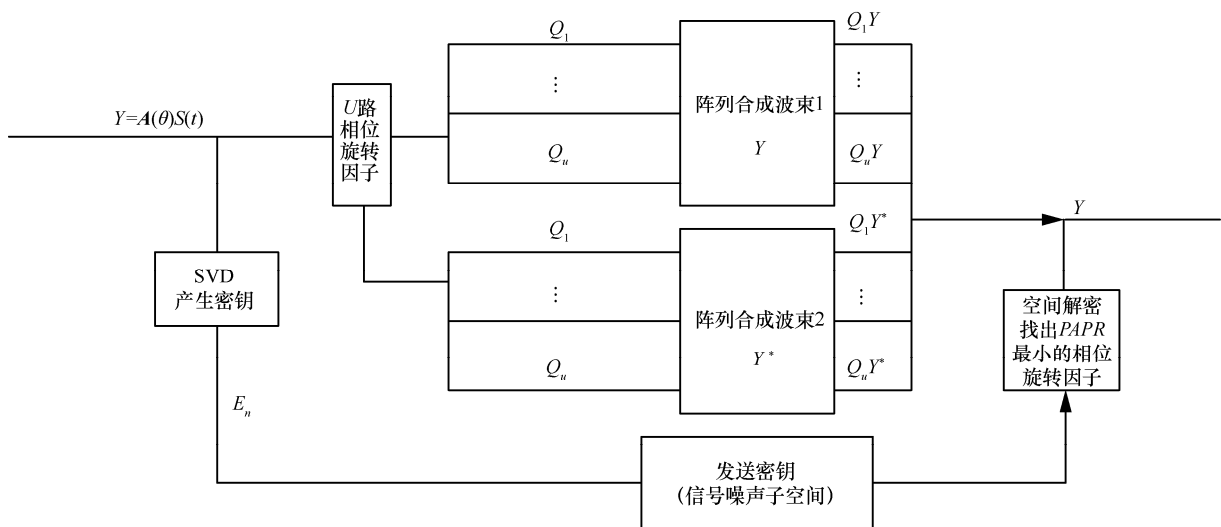 Y=A(θ)S(t)
U路
相位
旋转
因子
SVD
产生密钥
Eₙ
Q₁
⋮
Qᵤ
阵列合成波束1
Y
Q₁Y
⋮
QᵤY
Q₁
⋮
Qᵤ
阵列合成波束2
Y*
Q₁Y*
⋮
QᵤY*
Y
空间解密
找出PAPR
最小的相位
旋转因子
发送密钥
(信号噪声子空间)